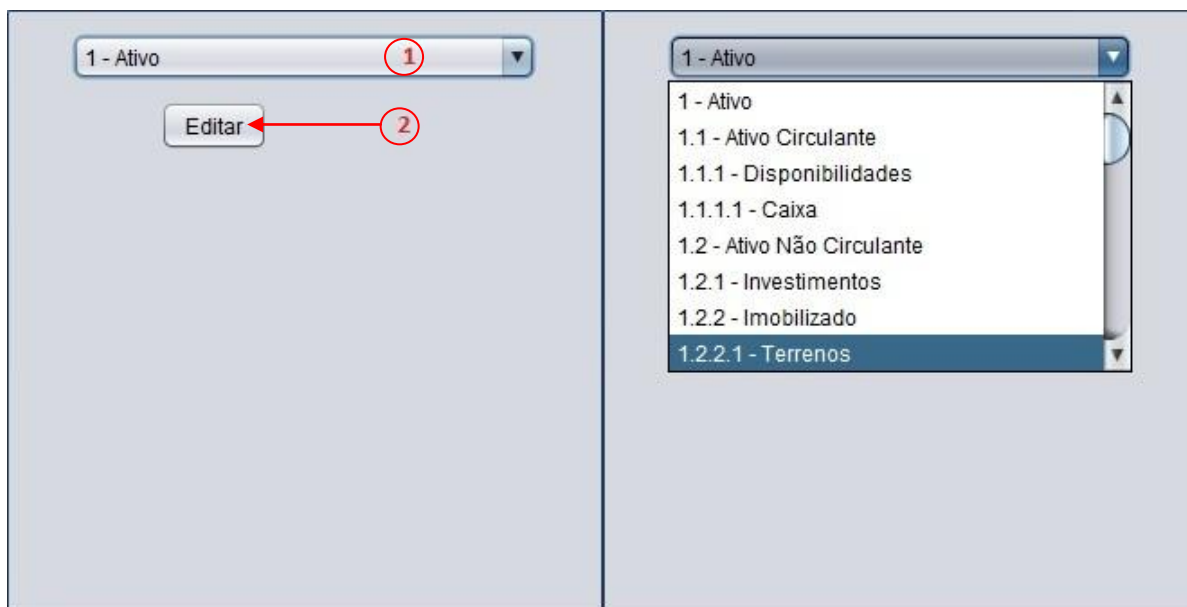 1 - Ativo
1
Editar
2
1 - Ativo
1 - Ativo
1.1 - Ativo Circulante
1.1.1 - Disponibilidades
1.1.1.1 - Caixa
1.2 - Ativo Não Circulante
1.2.1 - Investimentos
1.2.2 - Imobilizado
1.2.2.1 - Terrenos